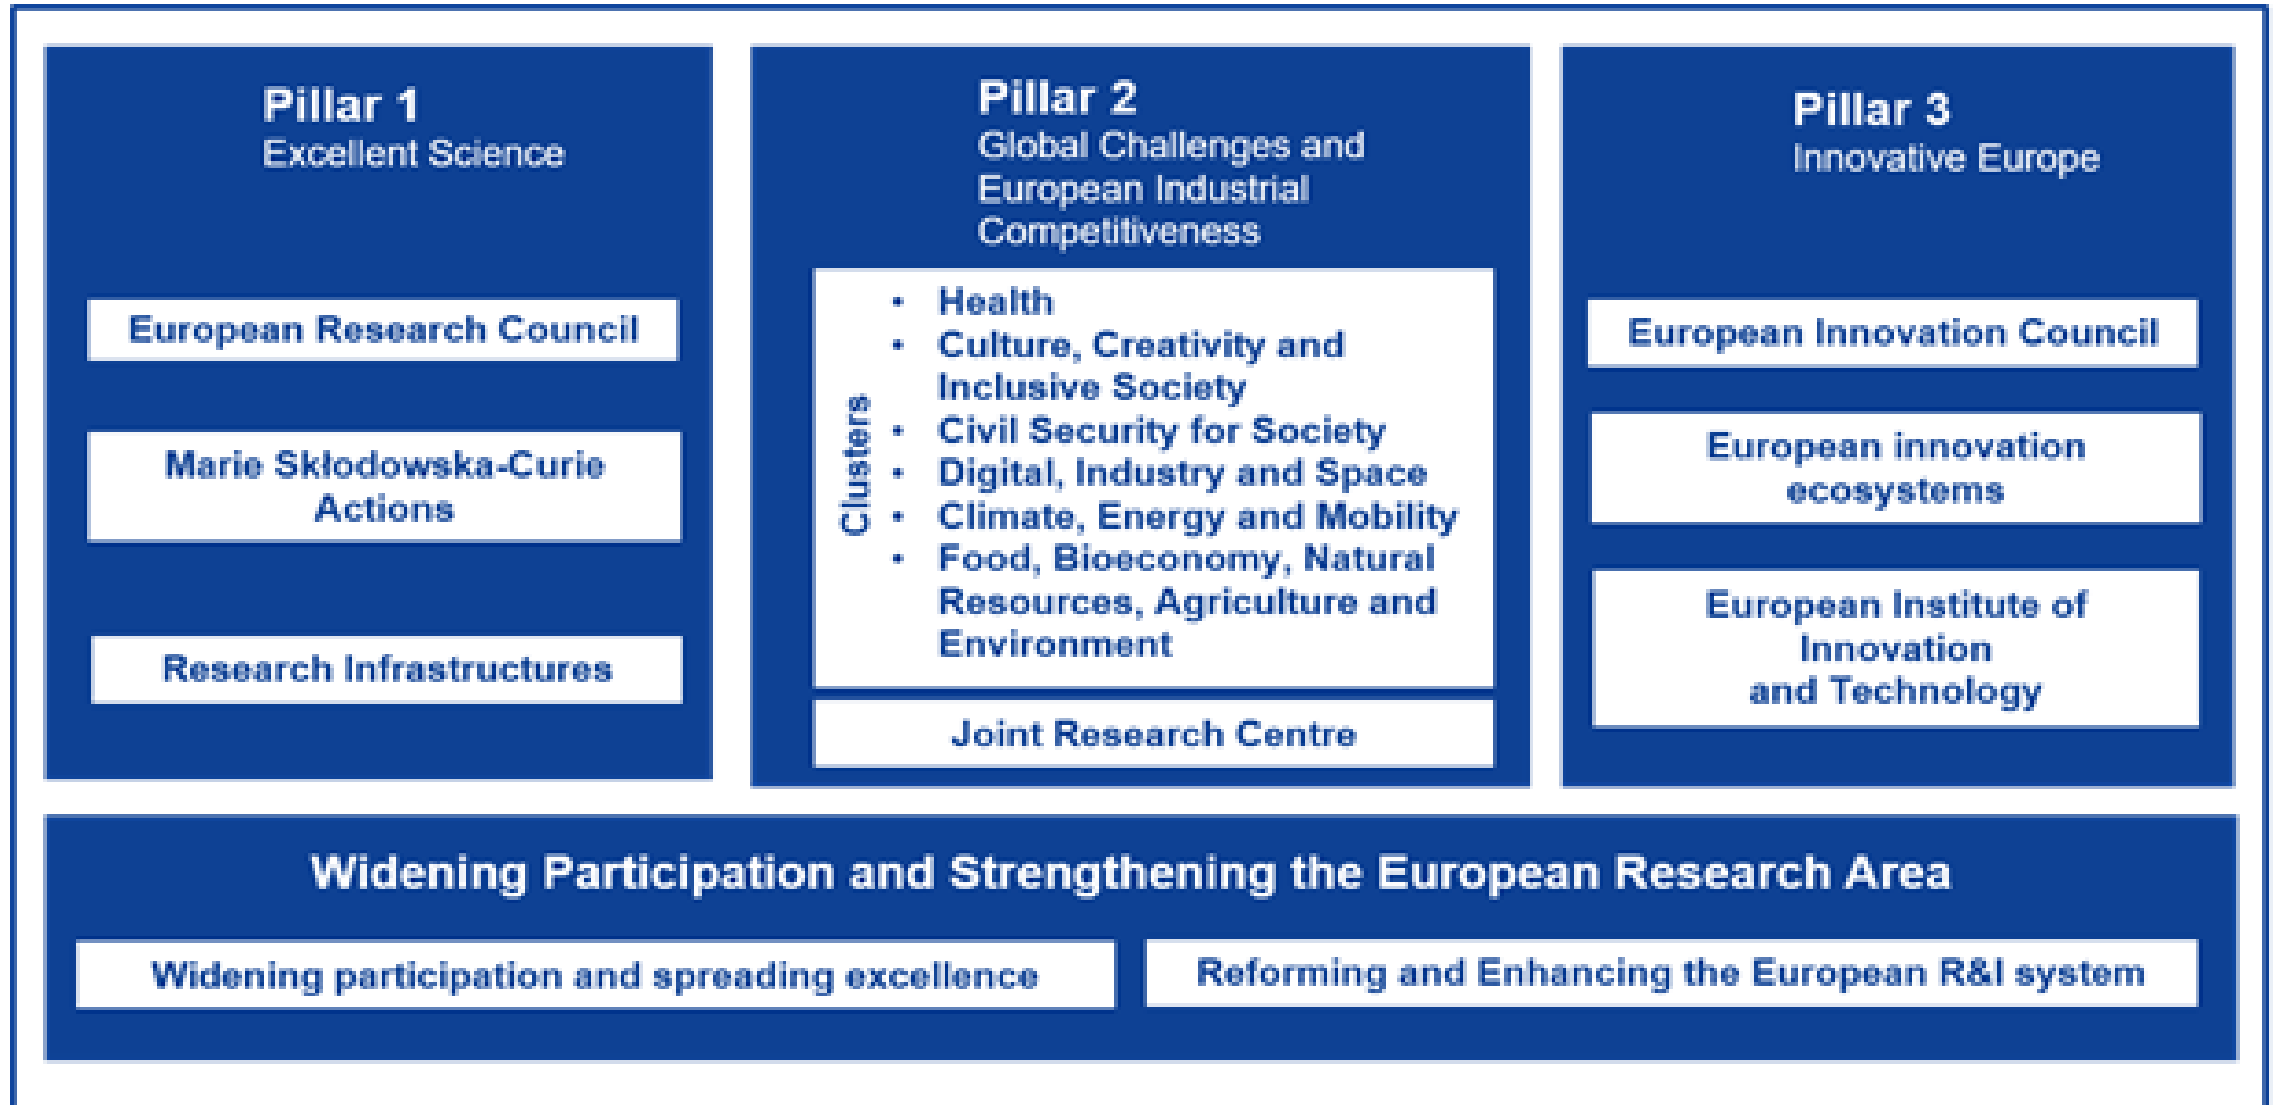 Pillar 1
Excellent Science
European Research Council
Marie Skłodowska-Curie
Actions
Research Infrastructures
Pillar 2
Global Challenges and
European Industrial
Competitiveness
Clusters
• Health
• Culture, Creativity and
Inclusive Society
• Civil Security for Society
• Digital, Industry and Space
• Climate, Energy and Mobility
• Food, Bioeconomy, Natural
Resources, Agriculture and
Environment
Joint Research Centre
Pillar 3
Innovative Europe
European Innovation Council
European innovation
ecosystems
European Institute of
Innovation
and Technology
Widening Participation and Strengthening the European Research Area
Widening participation and spreading excellence
Reforming and Enhancing the European R&I system